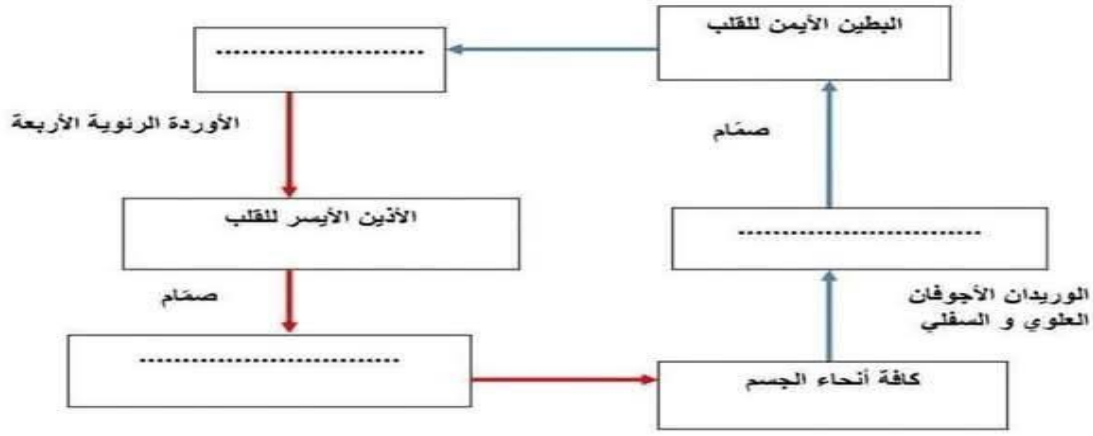 البطين الأيمن للقلب
..............................
الأوردة الرئوية الأربعة
صمّام
الأذين الأيسر للقلب
..............................
صمّام
الوريدان الأجوفان
العلوي و السفلي
..............................
كافة أنحاء الجسم